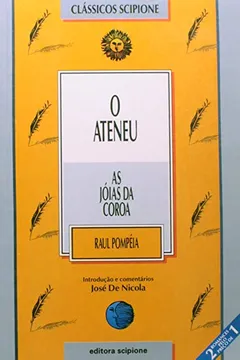 CLÁSSICOS SCIPIONE
O
ATENEU
AS
JÓIAS DA
COROA
RAUL POMPÉIA
Introdução e comentários
José De Nicola
editora scipione